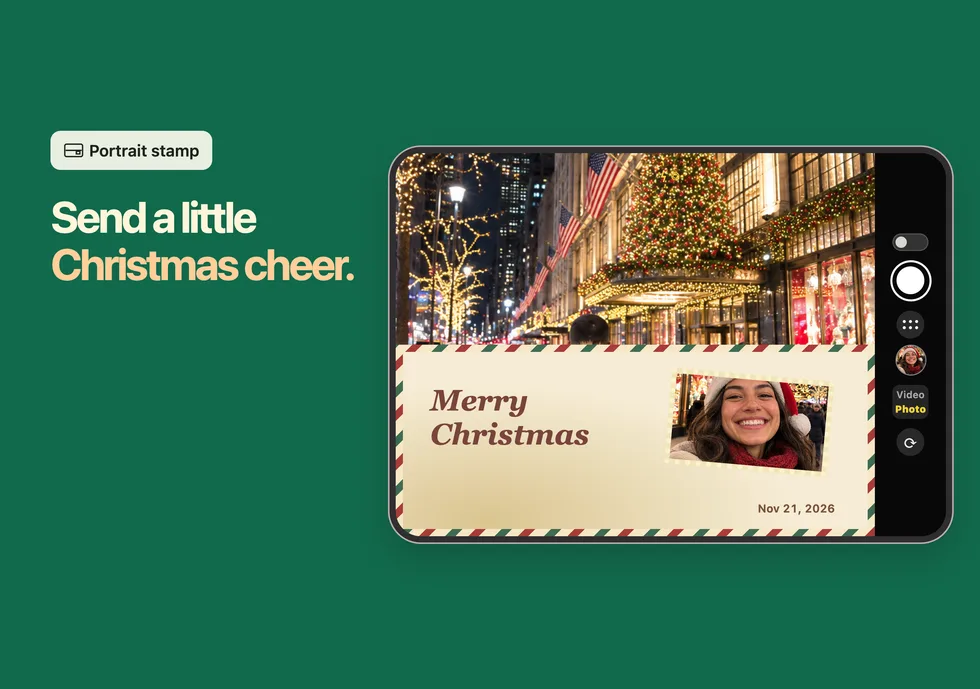 Portrait stamp
Send a little
Christmas cheer.
Merry
Christmas
Nov 21, 2026
Video
Photo